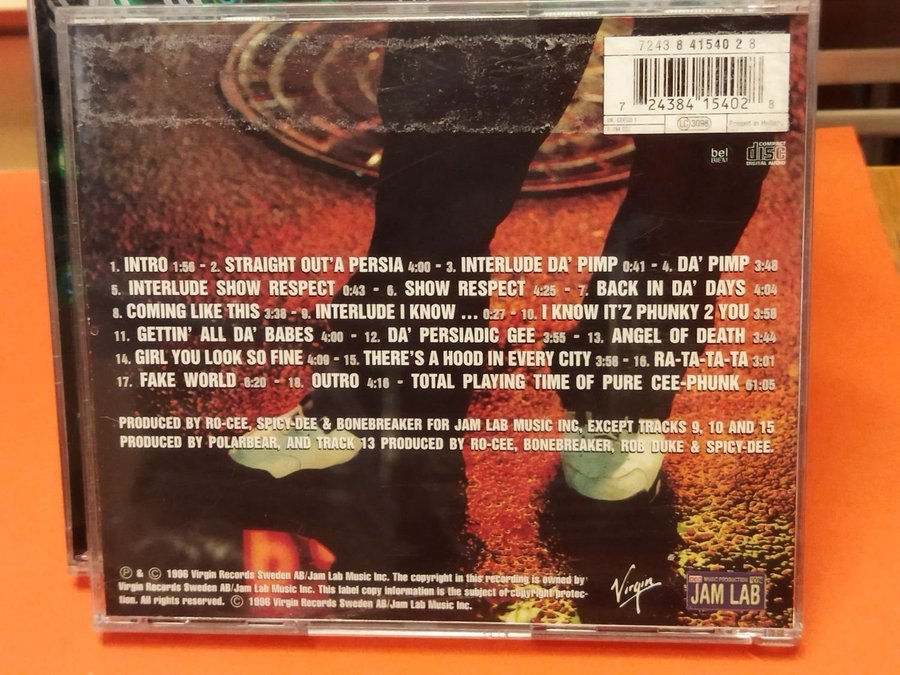 7243 8 41540 2 8
7 24384 15402 8
LC 3098
Printed in Holland
bel
BIEM
COMPACT
disc
DIGITAL AUDIO
1. INTRO 1:56 - 2. STRAIGHT OUT'A PERSIA 4:00 - 3. INTERLUDE DA' PIMP 0:41 - 4. DA' PIMP 3:48
5. INTERLUDE SHOW RESPECT 0:43 - 6. SHOW RESPECT 4:25 - 7. BACK IN DA' DAYS 4:04
8. COMING LIKE THIS 3:38 - 9. INTERLUDE I KNOW ... 0:27 - 10. I KNOW IT'Z PHUNKY 2 YOU 3:58
11. GETTIN' ALL DA' BABES 4:00 - 12. DA' PERSIADIC GEE 3:55 - 13. ANGEL OF DEATH 3:44
14. GIRL YOU LOOK SO FINE 4:09 - 15. THERE'S A HOOD IN EVERY CITY 3:58 - 16. RA-TA-TA-TA 3:01
17. FAKE WORLD 6:20 - 18. OUTRO 4:16 - TOTAL PLAYING TIME OF PURE CEE-PHUNK 61:05
PRODUCED BY RO-CEE, SPICY-DEE & BONEBREAKER FOR JAM LAB MUSIC INC, EXCEPT TRACKS 9, 10 AND 15
PRODUCED BY POLARBEAR, AND TRACK 13 PRODUCED BY RO-CEE, BONEBREAKER, ROB DUKE & SPICY-DEE.
℗ & © 1996 Virgin Records Sweden AB/Jam Lab Music Inc. The copyright in this recording is owned by
Virgin Records Sweden AB/Jam Lab Music Inc. This label copy information is the subject of copyright protec-
tion. All rights reserved. © 1996 Virgin Records Sweden AB/Jam Lab Music Inc.
Virgin
MUSIC PRODUCTION
JAM LAB